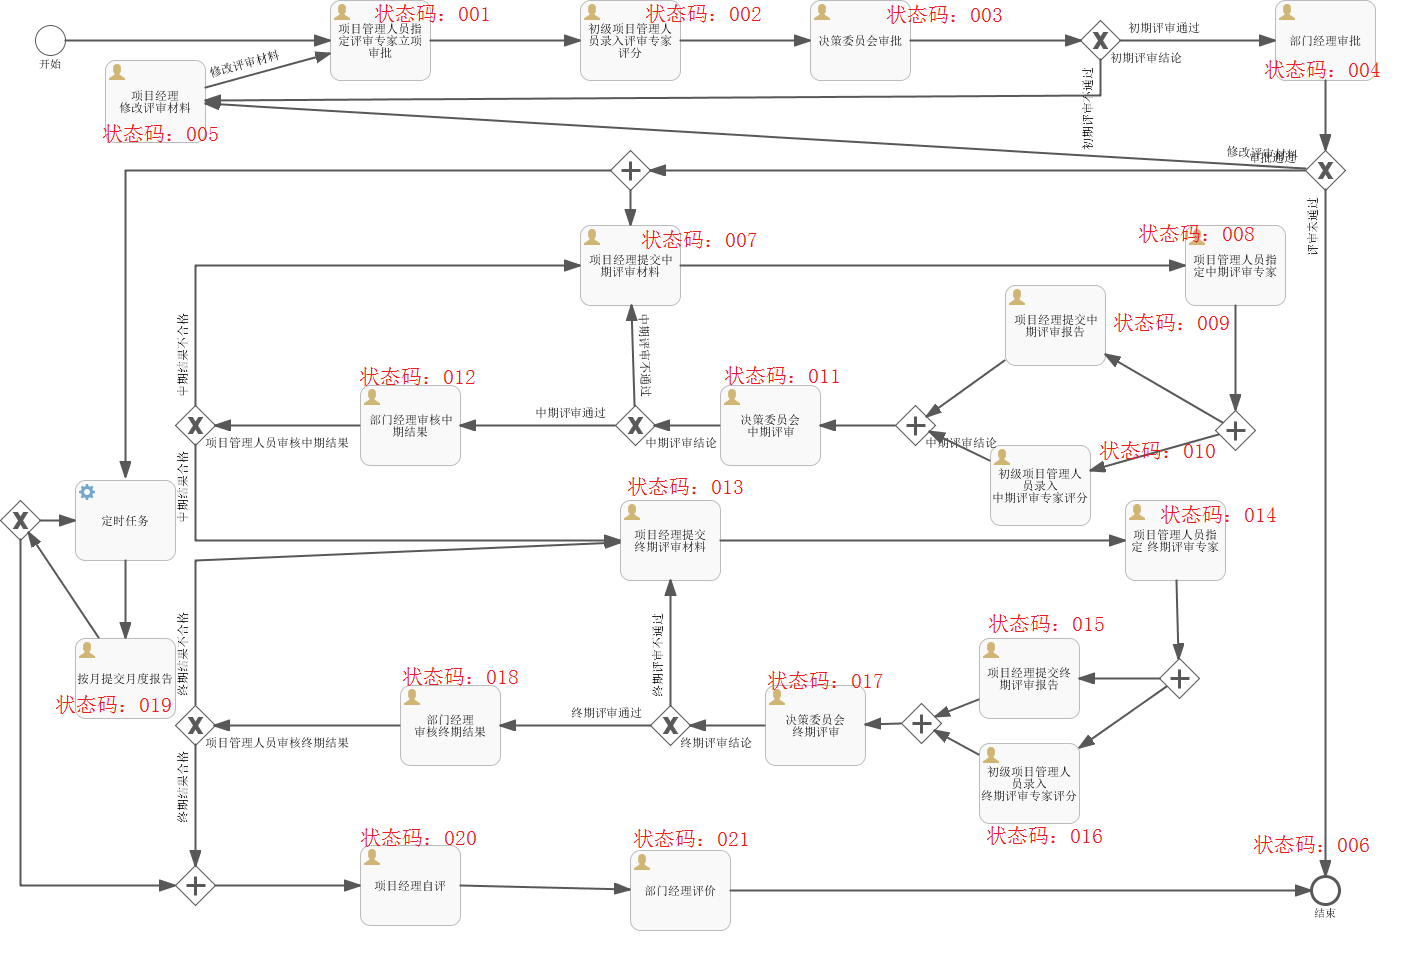 状态码：001
状态码：002
状态码：003
初期评审通过
项目管理人员指
定评审专家立项
审批
初级项目管理人
员录入评审专家
评分
决策委员会审批
部门经理审批
开始
初期评审结论
修改评审材料
状态码：004
项目经理
修改评审材料
初期评审不通过
状态码：005
修改评审材料
审批通过
评审未通过
状态码：007
状态码：008
项目经理提交中
期评审材料
项目管理人员指
定中期评审专家
中期结果不合格
中期评审不通过
项目经理提交中
期评审报告
状态码：009
状态码：012
状态码：011
中期评审通过
部门经理审核中
期结果
决策委员会
中期评审
项目管理人员审核中期结果
中期评审结论
中期评审结论
状态码：010
中期结果合格
初级项目管理人
员录入
中期评审专家评分
状态码：013
状态码：014
定时任务
项目经理提交
终期评审材料
项目管理人员指
定 终期评审专家
终期结果不合格
终期评审不通过
状态码：015
按月提交月度报告
状态码：019
状态码：018
状态码：017
项目经理提交终
期评审报告
终期评审通过
部门经理
审核终期结果
决策委员会
终期评审
项目管理人员审核终期结果
终期评审结论
终期结果合格
初级项目管理人
员录入
终期评审专家评分
状态码：016
状态码：020
状态码：021
状态码：006
项目经理自评
部门经理评价
结束